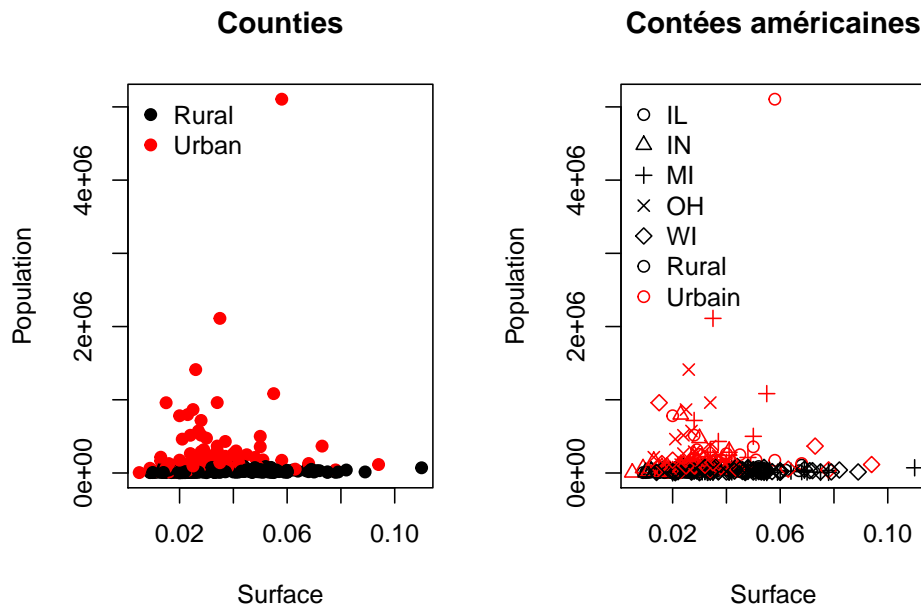 Counties
Rural
Urban
4e+06
2e+06
0e+00
Population
0.02
0.06
0.10
Surface
Contées américaines
IL
IN
MI
OH
WI
Rural
Urbain
4e+06
2e+06
0e+00
Population
0.02
0.06
0.10
Surface